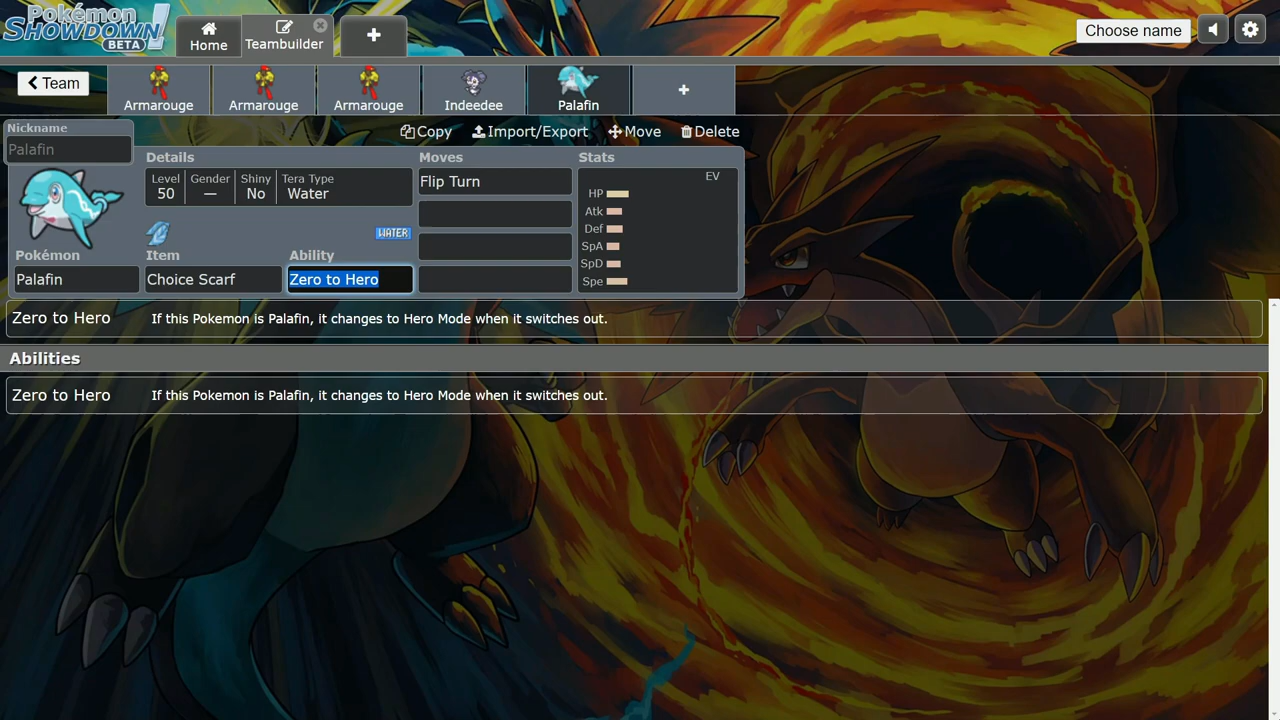 Pokémon
SHOWDOWN!
BETA
Home
Teambuilder
+
Choose name
Team
Armarouge
Armarouge
Armarouge
Indeedee
Palafin
+
Copy
Import/Export
Move
Delete
Nickname
Palafin
Details
Level
50
Gender
—
Shiny
No
Tera Type
Water
WATER
Pokémon
Palafin
Item
Choice Scarf
Ability
Zero to Hero
Moves
Flip Turn
Stats
EV
HP
Atk
Def
SpA
SpD
Spe
Zero to Hero If this Pokemon is Palafin, it changes to Hero Mode when it switches out.
Abilities
Zero to Hero If this Pokemon is Palafin, it changes to Hero Mode when it switches out.